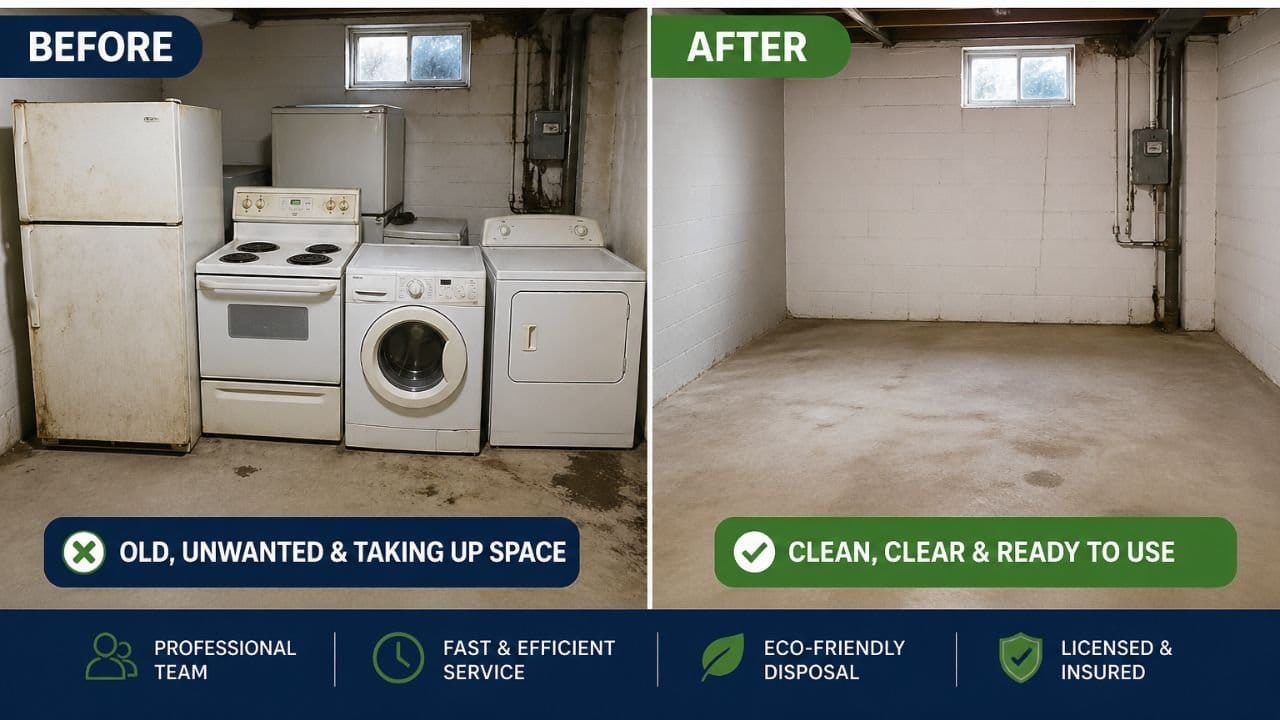 BEFORE
AFTER
OLD, UNWANTED & TAKING UP SPACE
CLEAN, CLEAR & READY TO USE
PROFESSIONAL
TEAM
FAST & EFFICIENT
SERVICE
ECO-FRIENDLY
DISPOSAL
LICENSED &
INSURED